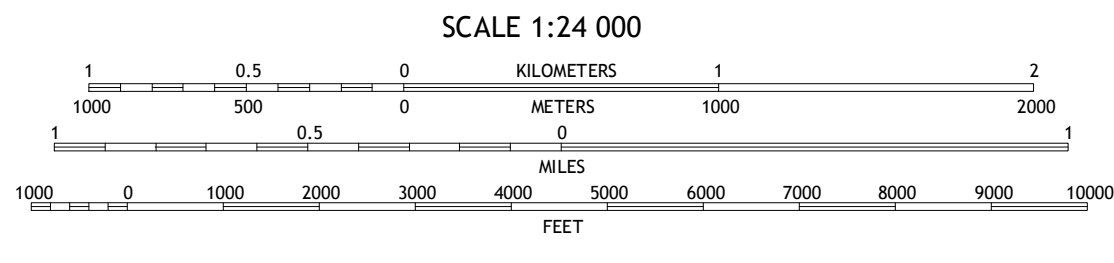 SCALE 1:24 000
1 0.5 0 KILOMETERS 1 2
1000 500 0 METERS 1000 2000
1 0.5 0 1
MILES
1000 0 1000 2000 3000 4000 5000 6000 7000 8000 9000 10000
FEET